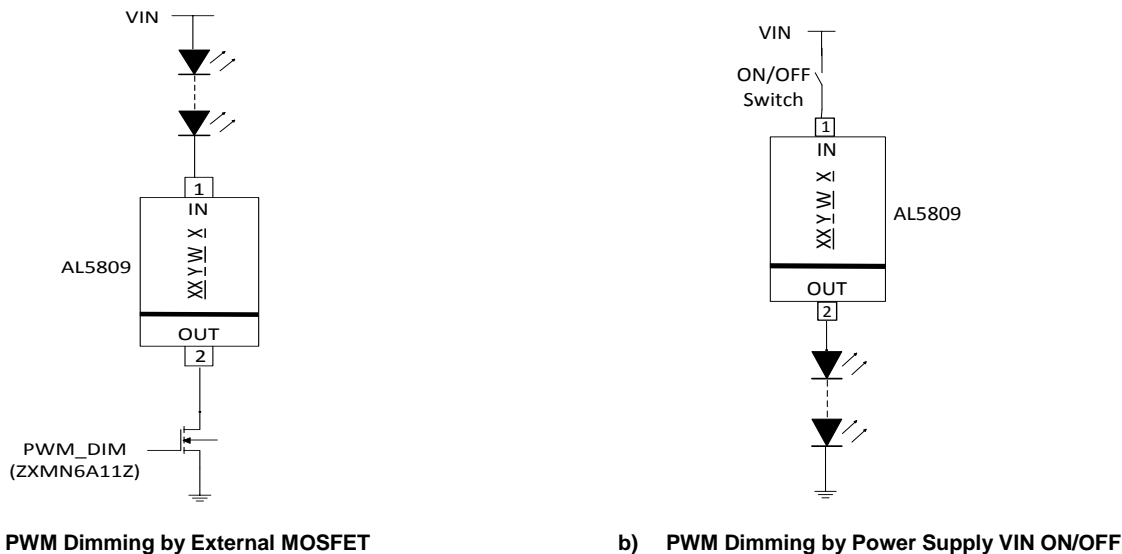 VIN
1
IN
XX Y W X
AL5809
OUT
2
PWM_DIM
(ZXMN6A11Z)
PWM Dimming by External MOSFET
VIN
ON/OFF
Switch
1
IN
XX Y W X
AL5809
OUT
2
b) PWM Dimming by Power Supply VIN ON/OFF